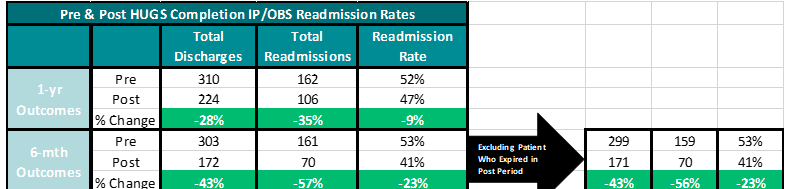 Pre & Post HUGS Completion IP/OBS Readmission Rates
Total Discharges Total Readmissions Readmission Rate
1-yr Outcomes
Pre 310 162 52%
Post 224 106 47%
% Change -28% -35% -9%
6-mth Outcomes
Pre 303 161 53%
Post 172 70 41%
% Change -43% -57% -23%
Excluding Patient
Who Expired in
Post Period
299 159 53%
171 70 41%
-43% -56% -23%